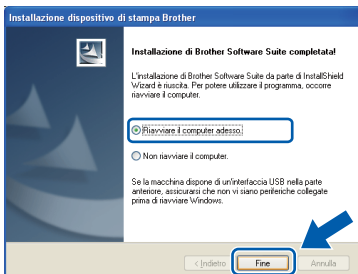 Installazione dispositivo di stampa Brother
Installazione di Brother Software Suite completata!
L'installazione di Brother Software Suite da parte di InstallShield
Wizard è riuscita. Per potere utilizzare il programma, occorre
riavviare il computer.
Riavviare il computer adesso.
Non riavviare il computer.
Se la macchina dispone di un'interfaccia USB nella parte
anteriore, assicurarsi che non vi siano periferiche collegate
prima di riavviare Windows.
< Indietro
Fine
Annulla